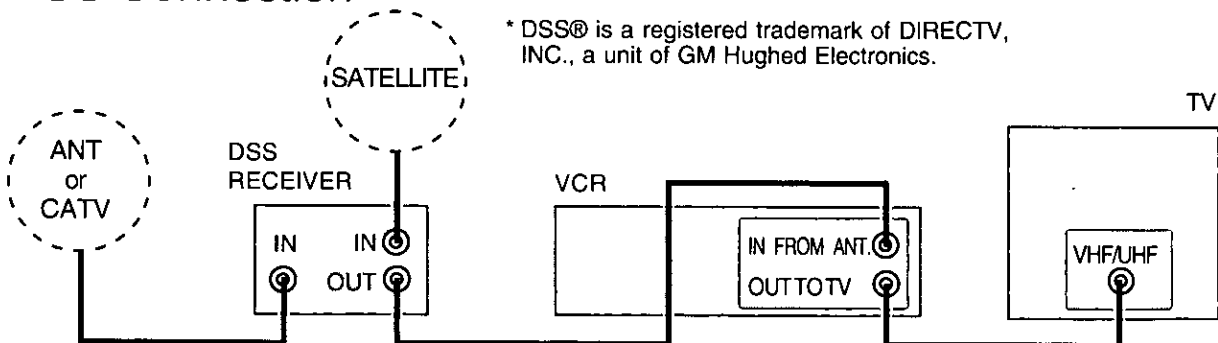 * DSS® is a registered trademark of DIRECTV,
INC., a unit of GM Hughed Electronics.
SATELLITE
TV
ANT
or
CATV
DSS
RECEIVER
VCR
IN
IN
OUT
IN FROM ANT.
OUT TO TV
VHF/UHF